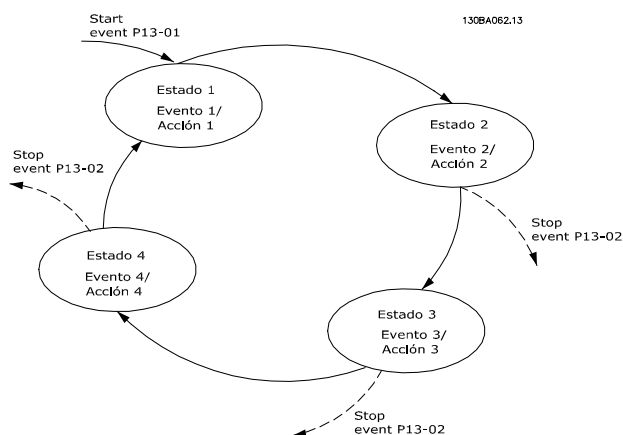 Start
event P13-01
130BA062.13
Estado 1
Evento 1/
Acción 1
Estado 2
Evento 2/
Acción 2
Stop
event P13-02
Stop
event P13-02
Estado 4
Evento 4/
Acción 4
Estado 3
Evento 3/
Acción 3
Stop
event P13-02